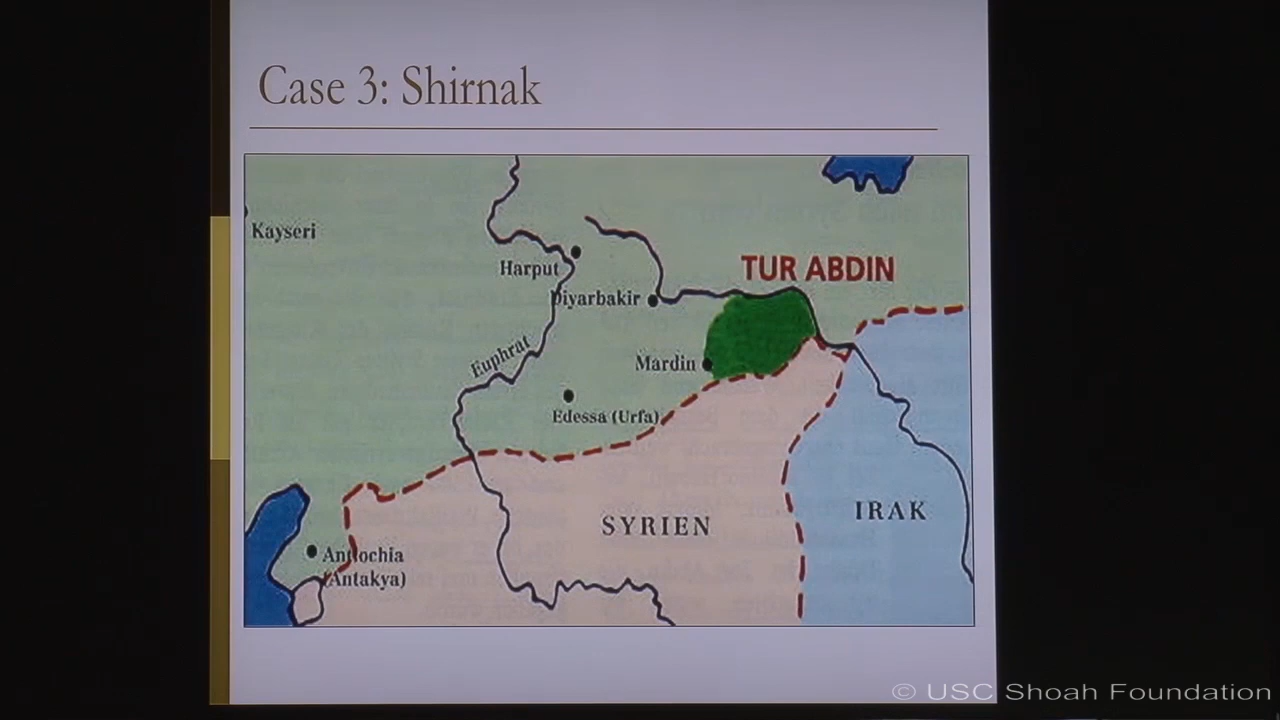 Case 3: Shirnak
Kayseri
TUR ABDIN
Harput
Diyarbakir
Euphrat
Mardin
Edessa (Urfa)
SYRIEN
IRAK
Antiochia
(Antakya)
© USC Shoah Foundation